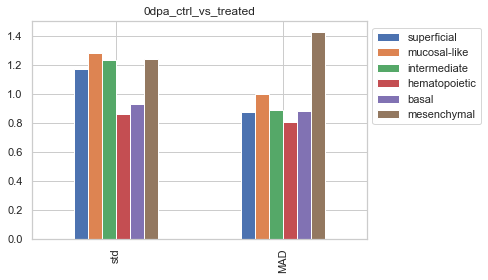 0dpa_ctrl_vs_treated
1.4
1.2
1.0
0.8
0.6
0.4
0.2
0.0
std
MAD
superficial
mucosal-like
intermediate
hematopoietic
basal
mesenchymal